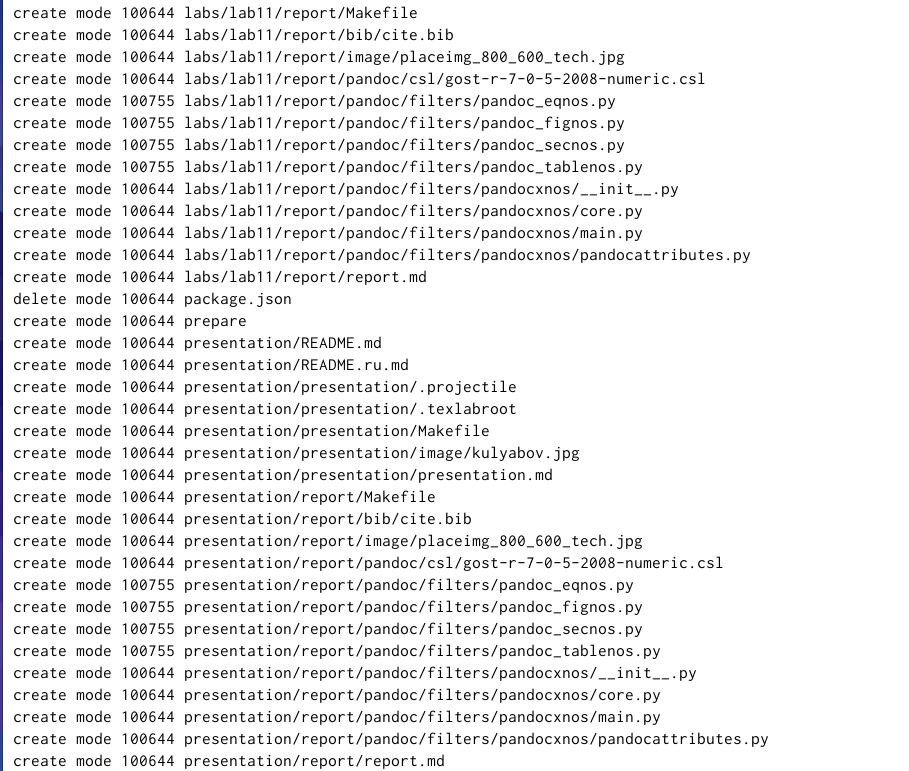 create mode 100644 labs/lab11/report/Makefile
create mode 100644 labs/lab11/report/bib/cite.bib
create mode 100644 labs/lab11/report/image/placeimg_800_600_tech.jpg
create mode 100644 labs/lab11/report/pandoc/csl/gost-r-7-0-5-2008-numeric.csl
create mode 100755 labs/lab11/report/pandoc/filters/pandoc_eqnos.py
create mode 100755 labs/lab11/report/pandoc/filters/pandoc_fignos.py
create mode 100755 labs/lab11/report/pandoc/filters/pandoc_secnos.py
create mode 100755 labs/lab11/report/pandoc/filters/pandoc_tablenos.py
create mode 100644 labs/lab11/report/pandoc/filters/pandocxnos/__init__.py
create mode 100644 labs/lab11/report/pandoc/filters/pandocxnos/core.py
create mode 100644 labs/lab11/report/pandoc/filters/pandocxnos/main.py
create mode 100644 labs/lab11/report/pandoc/filters/pandocxnos/pandocattributes.py
create mode 100644 labs/lab11/report/report.md
delete mode 100644 package.json
create mode 100644 prepare
create mode 100644 presentation/README.md
create mode 100644 presentation/README.ru.md
create mode 100644 presentation/presentation/.projectile
create mode 100644 presentation/presentation/.texlabroot
create mode 100644 presentation/presentation/Makefile
create mode 100644 presentation/presentation/image/kulyabov.jpg
create mode 100644 presentation/presentation/presentation.md
create mode 100644 presentation/report/Makefile
create mode 100644 presentation/report/bib/cite.bib
create mode 100644 presentation/report/image/placeimg_800_600_tech.jpg
create mode 100644 presentation/report/pandoc/csl/gost-r-7-0-5-2008-numeric.csl
create mode 100755 presentation/report/pandoc/filters/pandoc_eqnos.py
create mode 100755 presentation/report/pandoc/filters/pandoc_fignos.py
create mode 100755 presentation/report/pandoc/filters/pandoc_secnos.py
create mode 100755 presentation/report/pandoc/filters/pandoc_tablenos.py
create mode 100644 presentation/report/pandoc/filters/pandocxnos/__init__.py
create mode 100644 presentation/report/pandoc/filters/pandocxnos/core.py
create mode 100644 presentation/report/pandoc/filters/pandocxnos/main.py
create mode 100644 presentation/report/pandoc/filters/pandocxnos/pandocattributes.py
create mode 100644 presentation/report/report.md